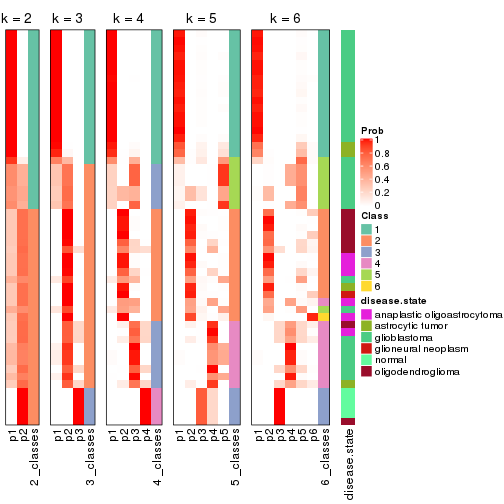 k = 2
k = 3
k = 4
k = 5
k = 6
Prob
1
0.8
0.6
0.4
0.2
0
Class
1
2
3
4
5
6
disease.state
anaplastic oligoastrocytoma
astrocytic tumor
glioblastoma
glioneural neoplasm
normal
oligodendroglioma
p1
p2
2_classes
p1
p2
p3
3_classes
p1
p2
p3
p4
4_classes
p1
p2
p3
p4
p5
5_classes
p1
p2
p3
p4
p5
p6
6_classes
disease.state